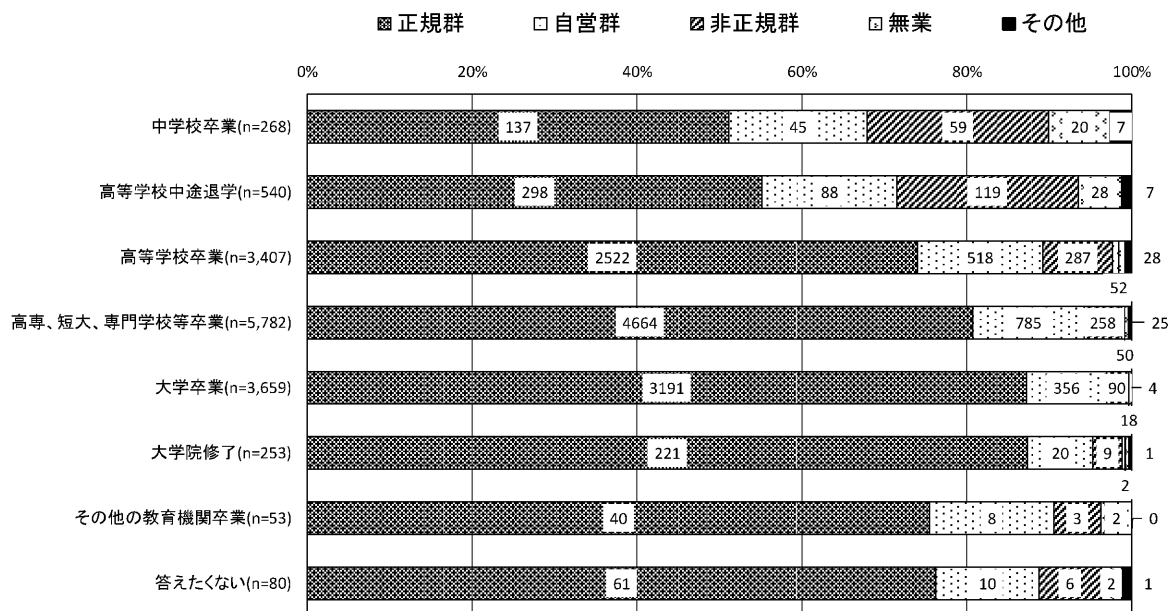 正規群 自営群 非正規群 無業 その他
0% 20% 40% 60% 80% 100%
中学校卒業(n=268) 137 45 59 20 7
高等学校中途退学(n=540) 298 88 119 28 7
高等学校卒業(n=3,407) 2522 518 287 28
52
高専、短大、専門学校等卒業(n=5,782) 4664 785 258 25
50
大学卒業(n=3,659) 3191 356 90 4
18
大学院修了(n=253) 221 20 9 1
2
その他の教育機関卒業(n=53) 40 8 3 2 0
答えたくない(n=80) 61 10 6 2 1